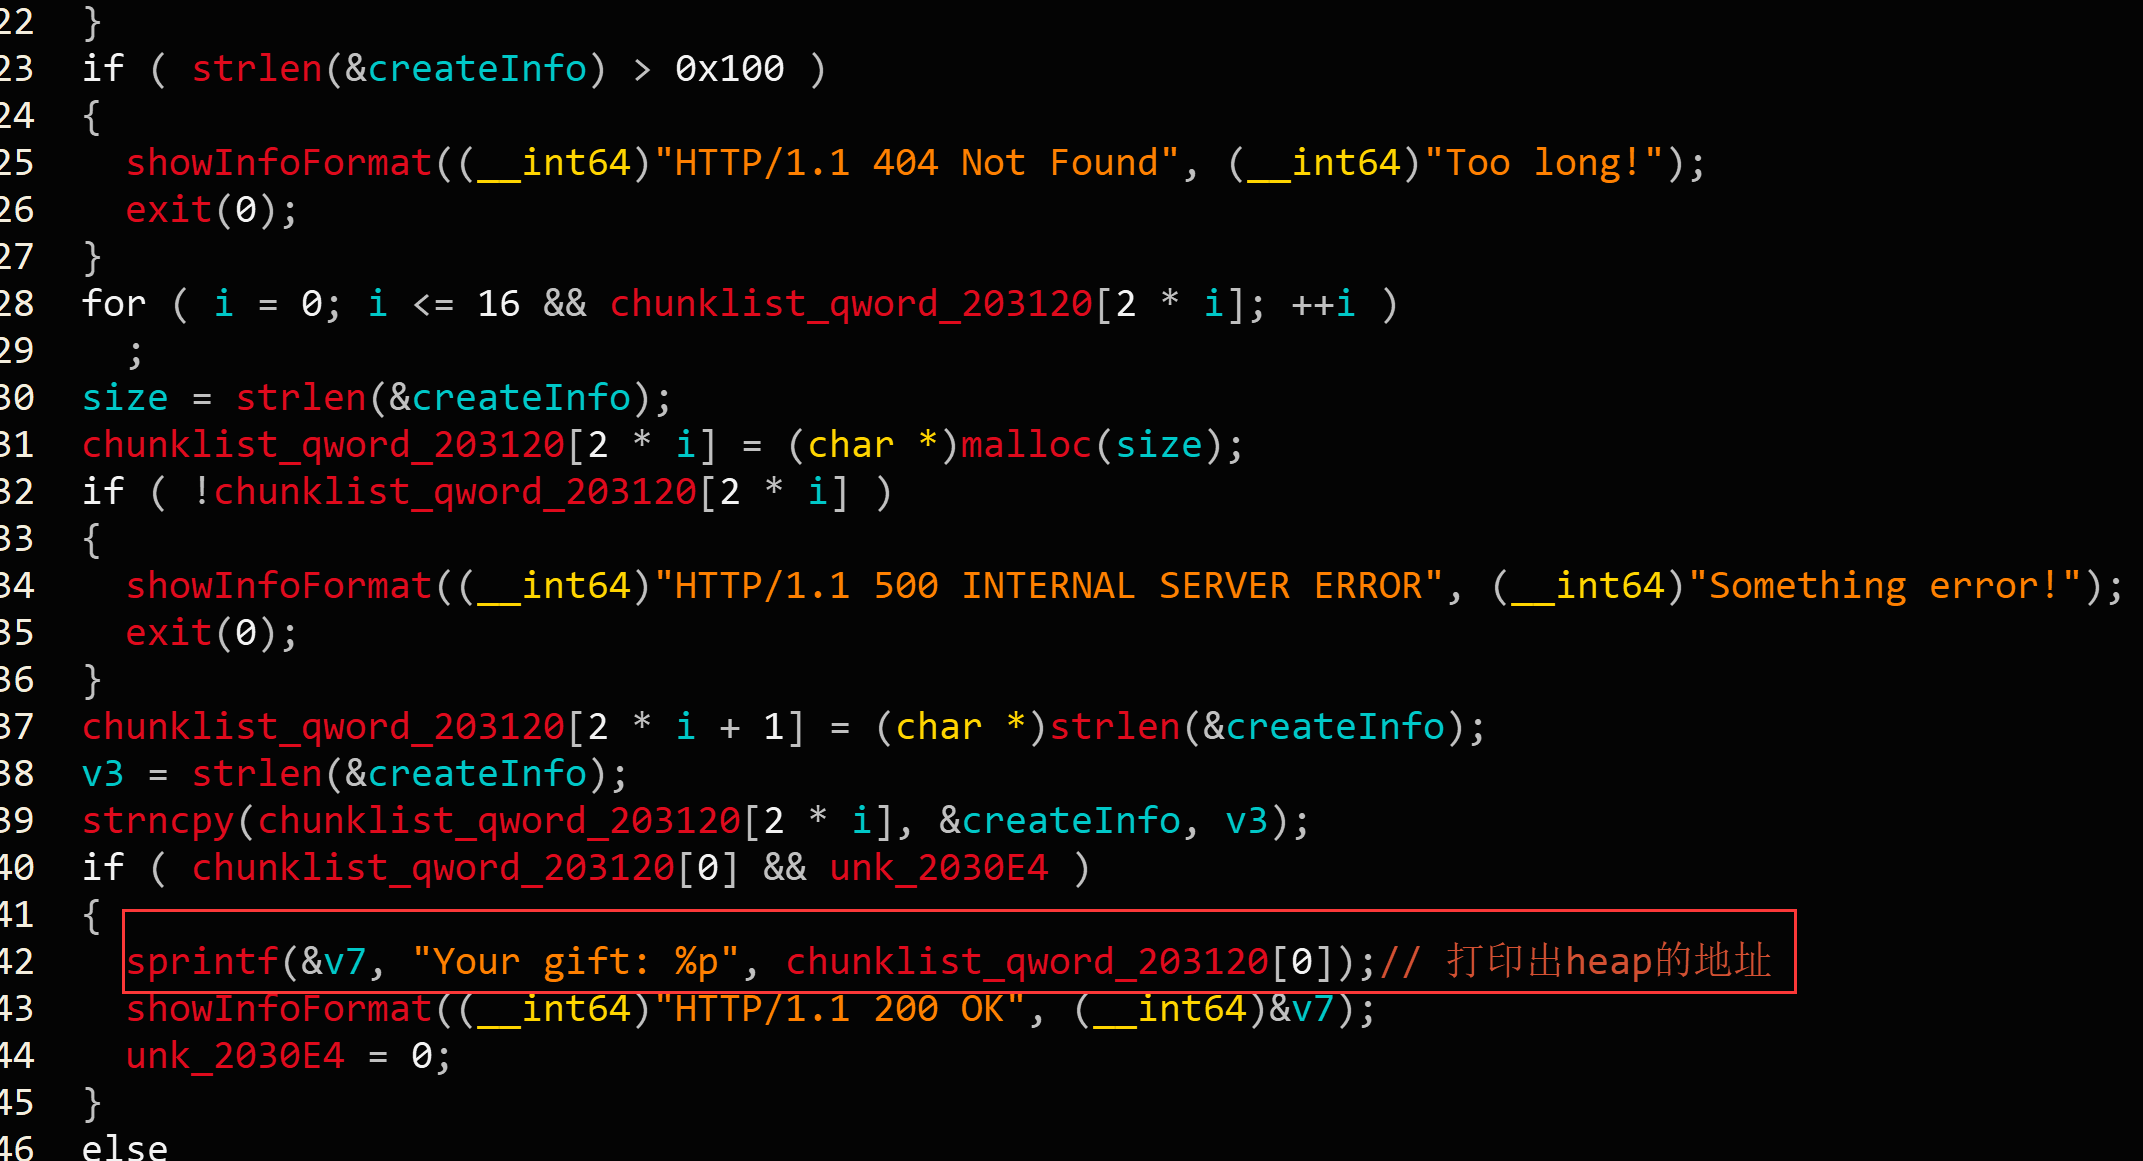 22 }
23 if ( strlen(&createInfo) > 0x100 )
24 {
25 showInfoFormat((__int64)"HTTP/1.1 404 Not Found", (__int64)"Too long!");
26 exit(0);
27 }
28 for ( i = 0; i <= 16 && chunklist_qword_203120[2 * i]; ++i )
29 ;
30 size = strlen(&createInfo);
31 chunklist_qword_203120[2 * i] = (char *)malloc(size);
32 if ( !chunklist_qword_203120[2 * i] )
33 {
34 showInfoFormat((__int64)"HTTP/1.1 500 INTERNAL SERVER ERROR", (__int64)"Something error!");
35 exit(0);
36 }
37 chunklist_qword_203120[2 * i + 1] = (char *)strlen(&createInfo);
38 v3 = strlen(&createInfo);
39 strncpy(chunklist_qword_203120[2 * i], &createInfo, v3);
40 if ( chunklist_qword_203120[0] && unk_2030E4 )
41 {
42 sprintf(&v7, "Your gift: %p", chunklist_qword_203120[0]);// 打印出heap的地址
43 showInfoFormat((__int64)"HTTP/1.1 200 OK", (__int64)&v7);
44 unk_2030E4 = 0;
45 }
46 else